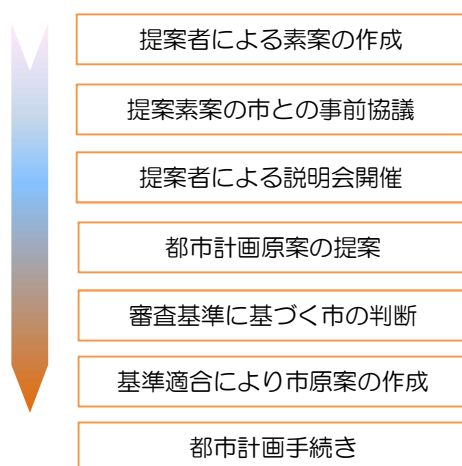 提案者による素案の作成
提案素案の市との事前協議
提案者による説明会開催
都市計画原案の提案
審査基準に基づく市の判断
基準適合により市原案の作成
都市計画手続き